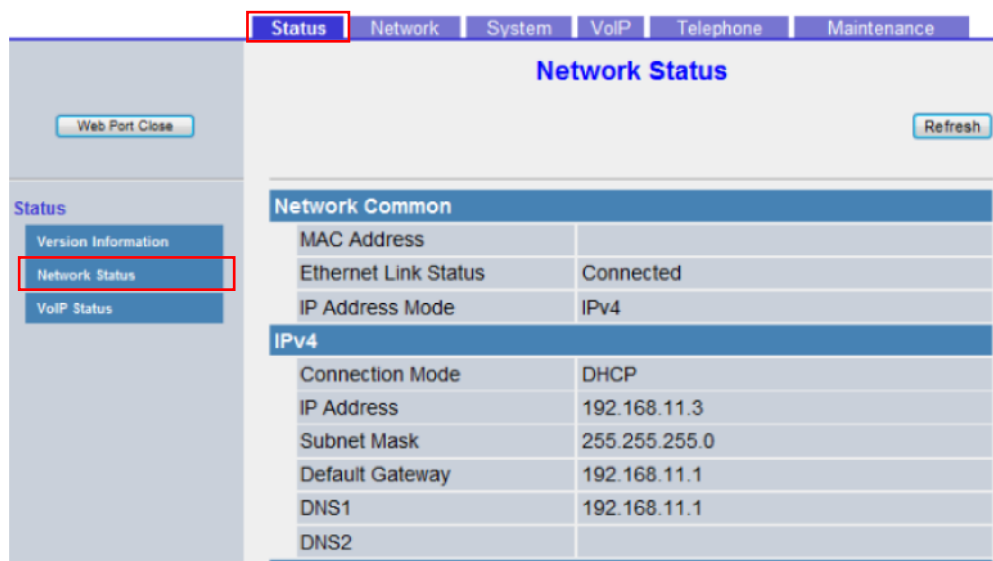 Status Network System VoIP Telephone Maintenance
Network Status
Web Port Close
Refresh
Status
Version Information
Network Status
VoIP Status
Network Common
MAC Address
Ethernet Link Status Connected
IP Address Mode IPv4
IPv4
Connection Mode DHCP
IP Address 192.168.11.3
Subnet Mask 255.255.255.0
Default Gateway 192.168.11.1
DNS1 192.168.11.1
DNS2